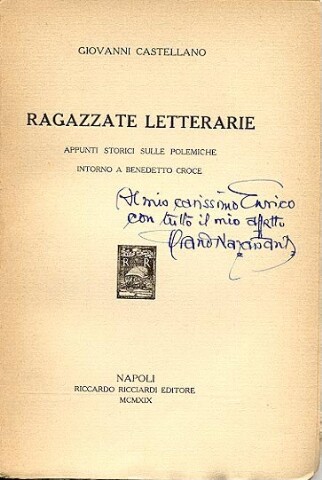 GIOVANNI CASTELLANO
RAGAZZATE LETTERARIE
APPUNTI STORICI SULLE POLEMICHE
INTORNO A BENEDETTO CROCE
Al mio carissimo Enrico
con tutto il mio affetto
R R
NAPOLI
RICCARDO RICCIARDI EDITORE
MCMXIX